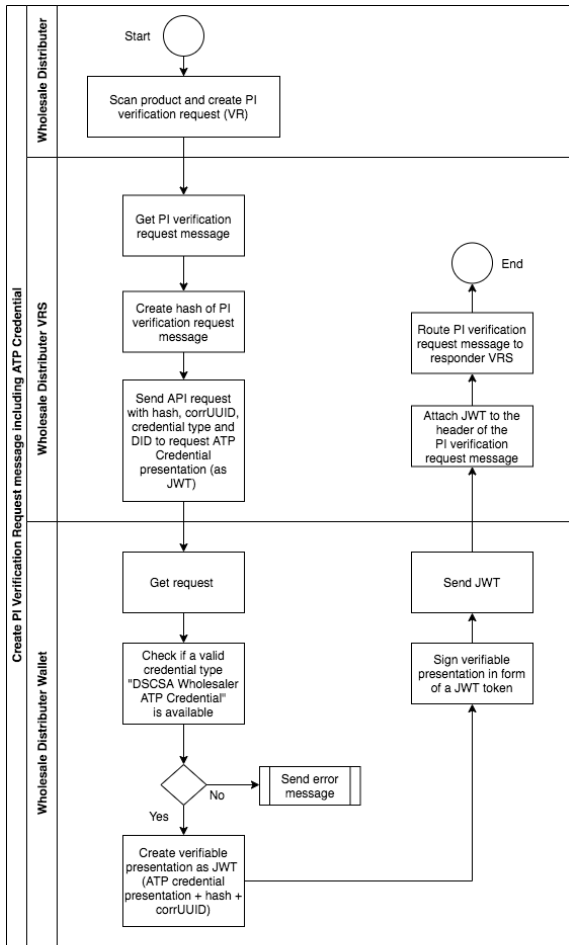 Create PI Verification Request message including ATP Credential
Wholesale Distributer
Start
Scan product and create PI
verification request (VR)
Wholesale Distributer VRS
Get PI verification
request message
Create hash of PI
verification request
message
Send API request
with hash, corrUUID,
credential type and
DID to request ATP
Credential
presentation (as
JWT)
End
Route PI verification
request message to
responder VRS
Attach JWT to the
header of the
PI verification
request message
Wholesale Distributer Wallet
Get request
Check if a valid
credential type
"DSCSA Wholesaler
ATP Credential"
is available
No
Send error
message
Yes
Create verifiable
presentation as JWT
(ATP credential
presentation + hash +
corrUUID)
Send JWT
Sign verifiable
presentation in form
of a JWT token